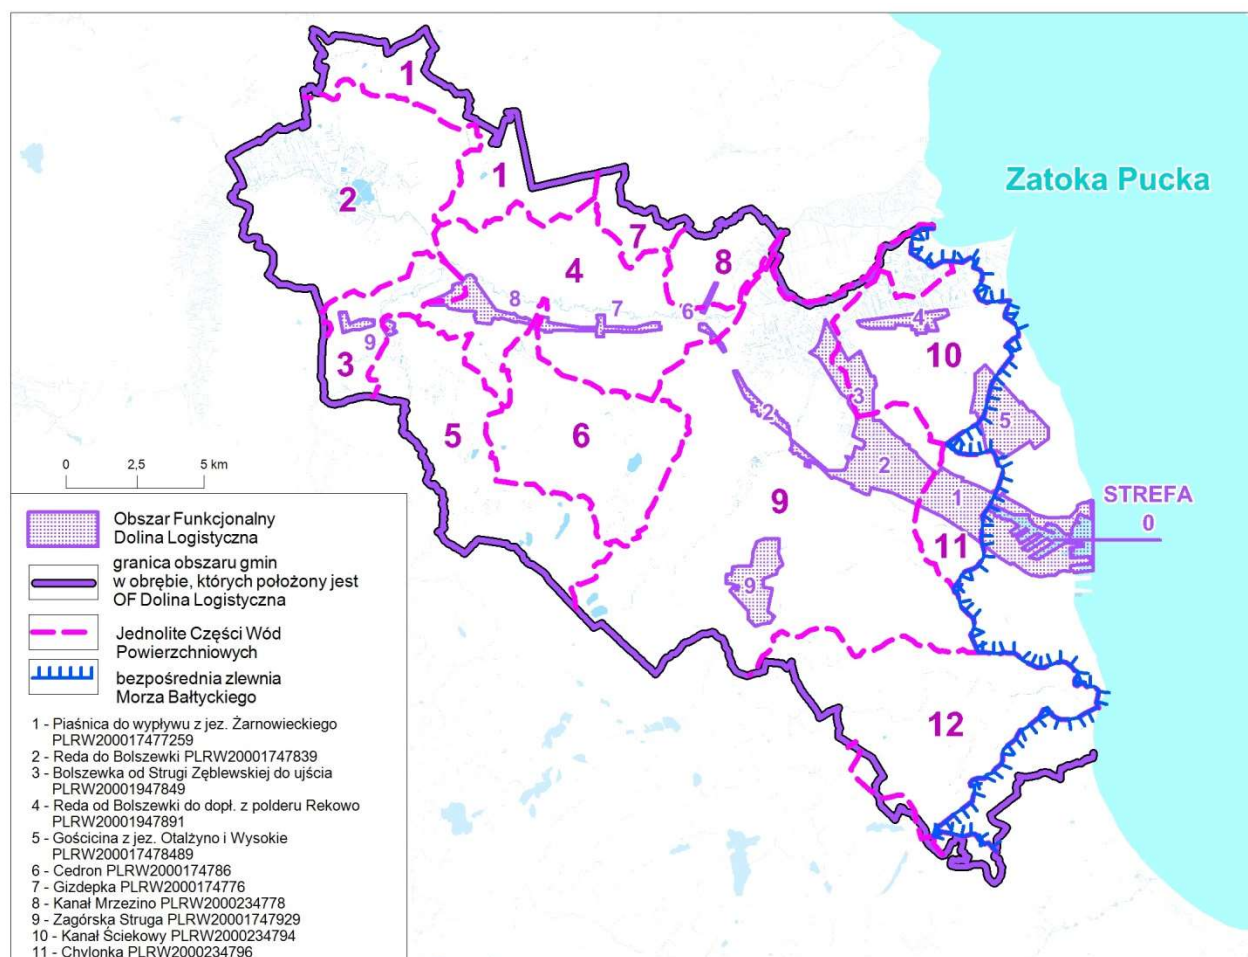 1
Zatoka Pucka
1
2
7
8
4
8
7
6
4
10
3
9
5
6
2
3
5
2
9
1
11
STREFA
0
9
12
0 2,5 5 km
Obszar Funkcjonalny
Dolina Logistyczna
granica obszaru gmin
w obrębie, których położony jest
OF Dolina Logistyczna
Jednolite Części Wód
Powierzchniowych
bezpośrednia zlewnia
Morza Bałtyckiego
1 - Piaśnica do wypływu z jez. Żarnowieckiego
PLRW200017477259
2 - Reda do Bolszewki PLRW20001747839
3 - Bolszewka od Strugi Zęblewskiej do ujścia
PLRW20001947849
4 - Reda od Bolszewki do dopł. z polderu Rekowo
PLRW20001947891
5 - Gościcina z jez. Otalżyno i Wysokie
PLRW200017478489
6 - Cedron PLRW2000174786
7 - Gizdepka PLRW2000174776
8 - Kanał Mrzezino PLRW2000234778
9 - Zagórska Struga PLRW20001747929
10 - Kanał Ściekowy PLRW2000234794
11 - Chylonka PLRW2000234796